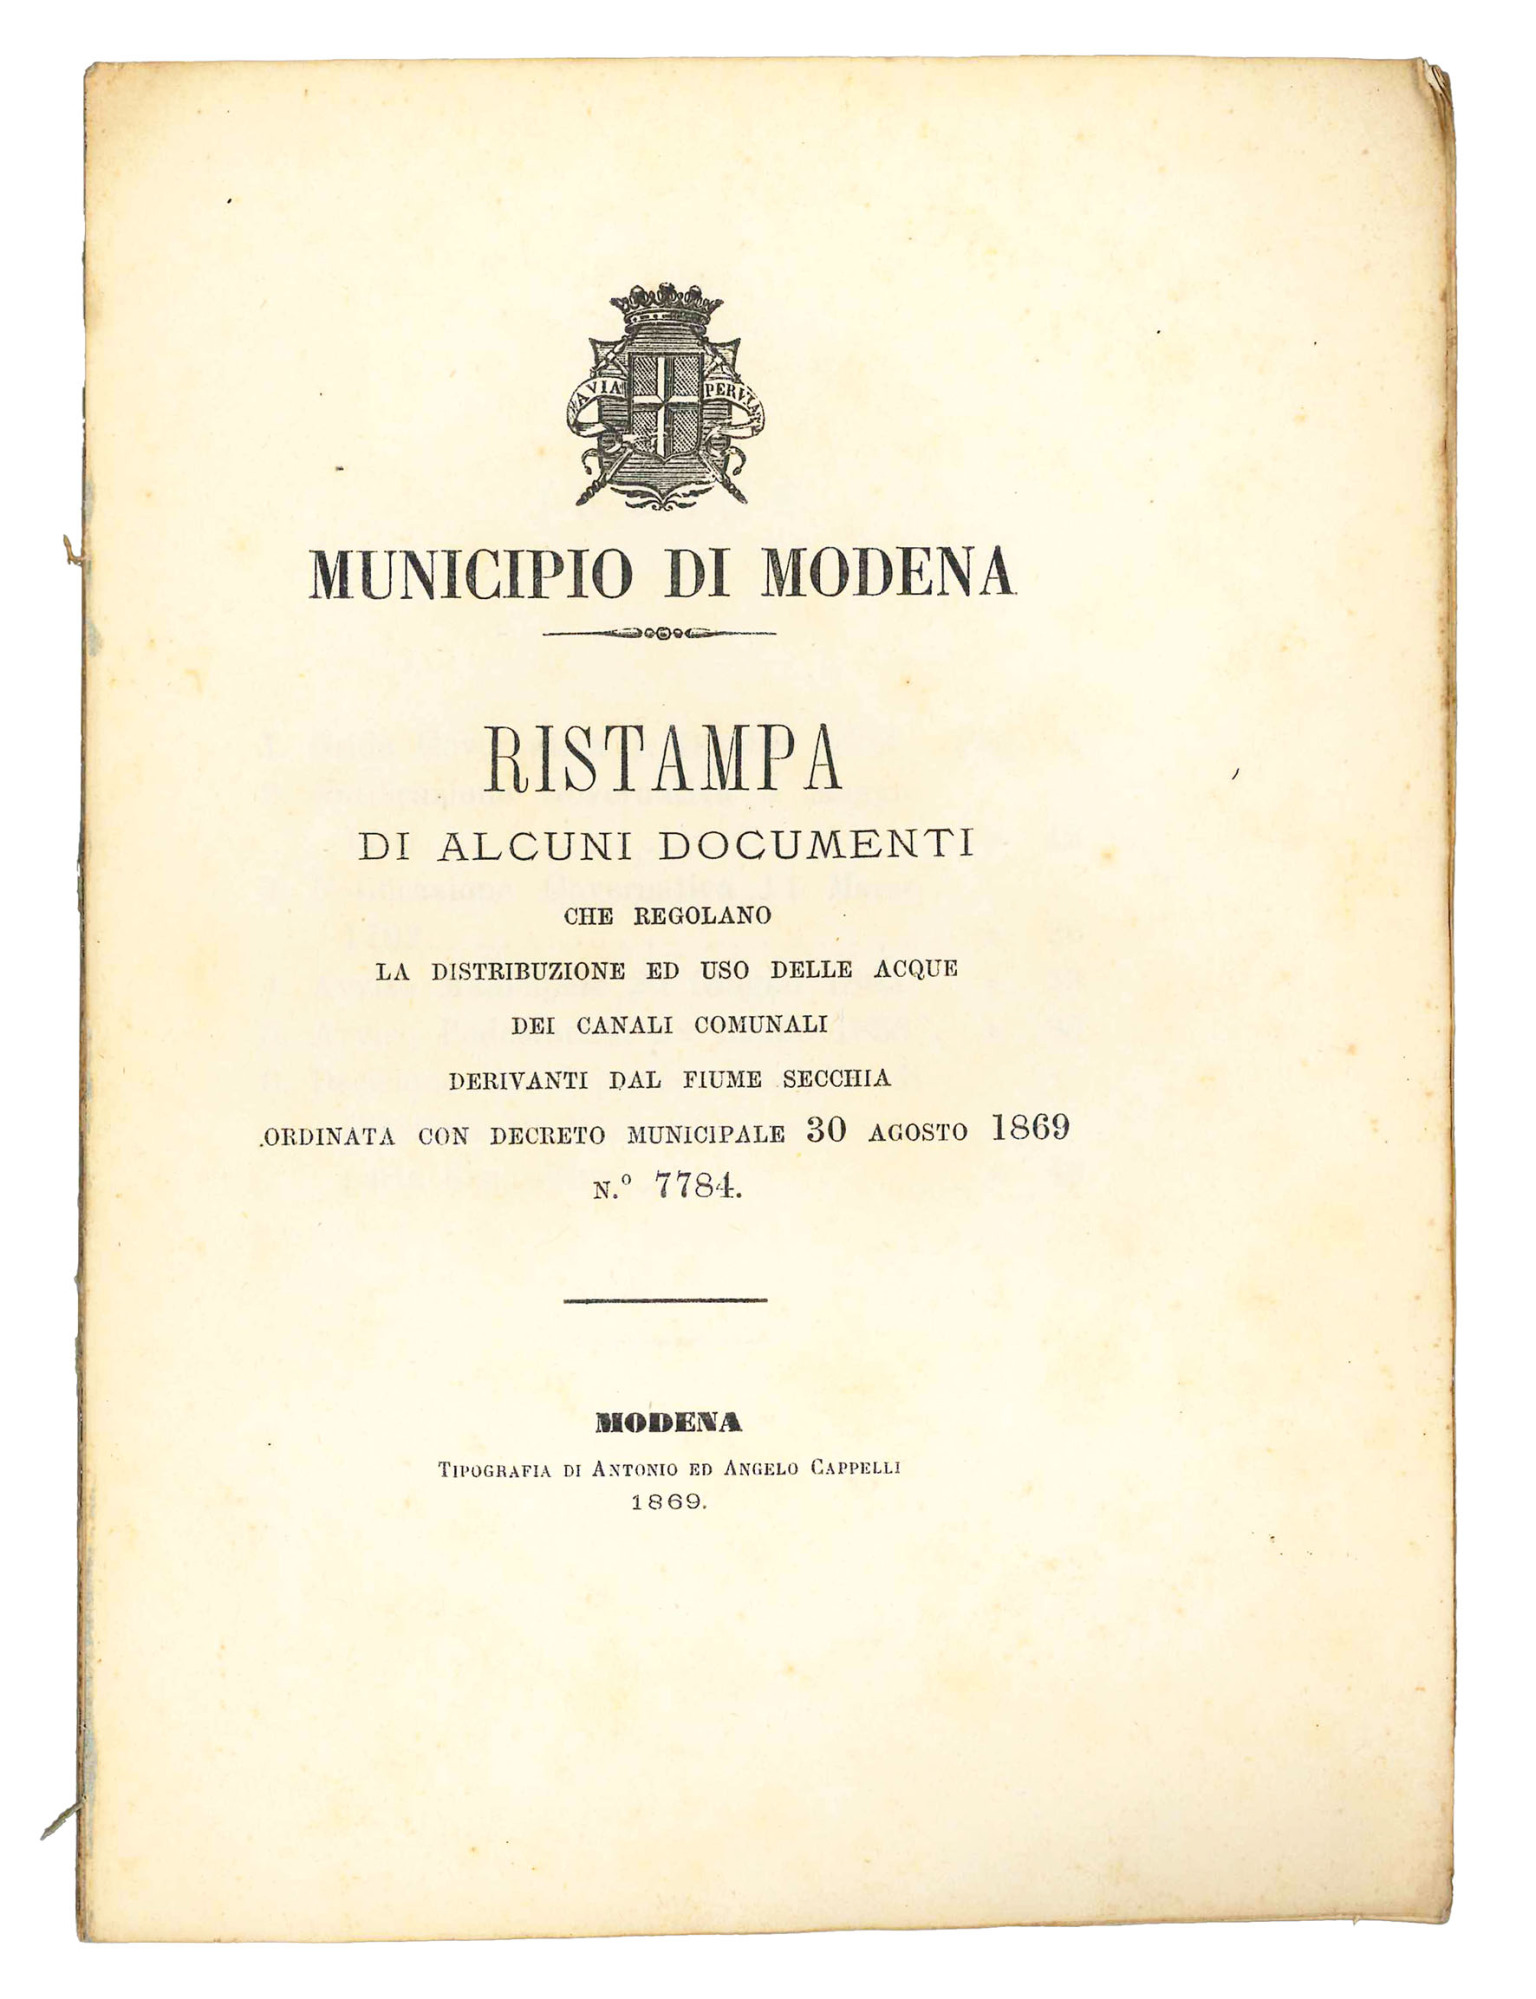 AVIA PERVIA
MUNICIPIO DI MODENA
RISTAMPA
DI ALCUNI DOCUMENTI
CHE REGOLANO
LA DISTRIBUZIONE ED USO DELLE ACQUE
DEI CANALI COMUNALI
DERIVANTI DAL FIUME SECCHIA
ORDINATA CON DECRETO MUNICIPALE 30 AGOSTO 1869
N.º 7784.
MODENA
TIPOGRAFIA DI ANTONIO ED ANGELO CAPPELLI
1869.